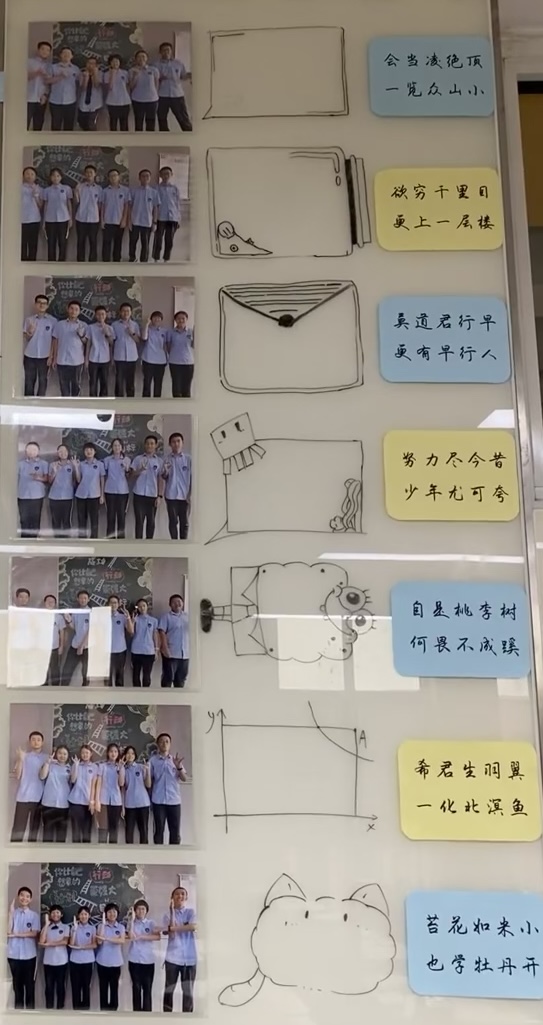 会当凌绝顶
一览众山小
欲穷千里目
更上一层楼
莫道君行早
更有早行人
努力尽今昔
少年尤可夸
自是桃李树
何畏不成蹊
y
A
x
希君生羽翼
一化北溟鱼
苔花如米小
也学牡丹开